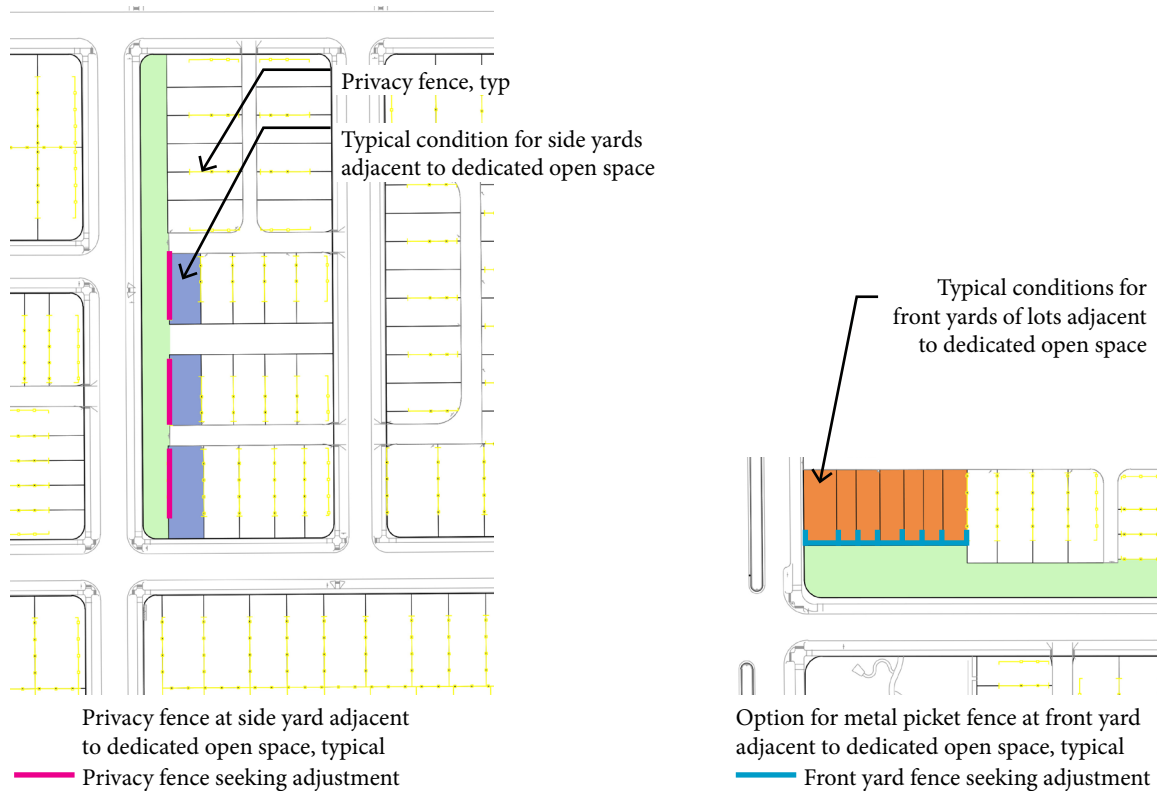 Privacy fence, typ
Typical condition for side yards
adjacent to dedicated open space
Typical conditions for
front yards of lots adjacent
to dedicated open space
Privacy fence at side yard adjacent
to dedicated open space, typical
Privacy fence seeking adjustment
Option for metal picket fence at front yard
adjacent to dedicated open space, typical
Front yard fence seeking adjustment